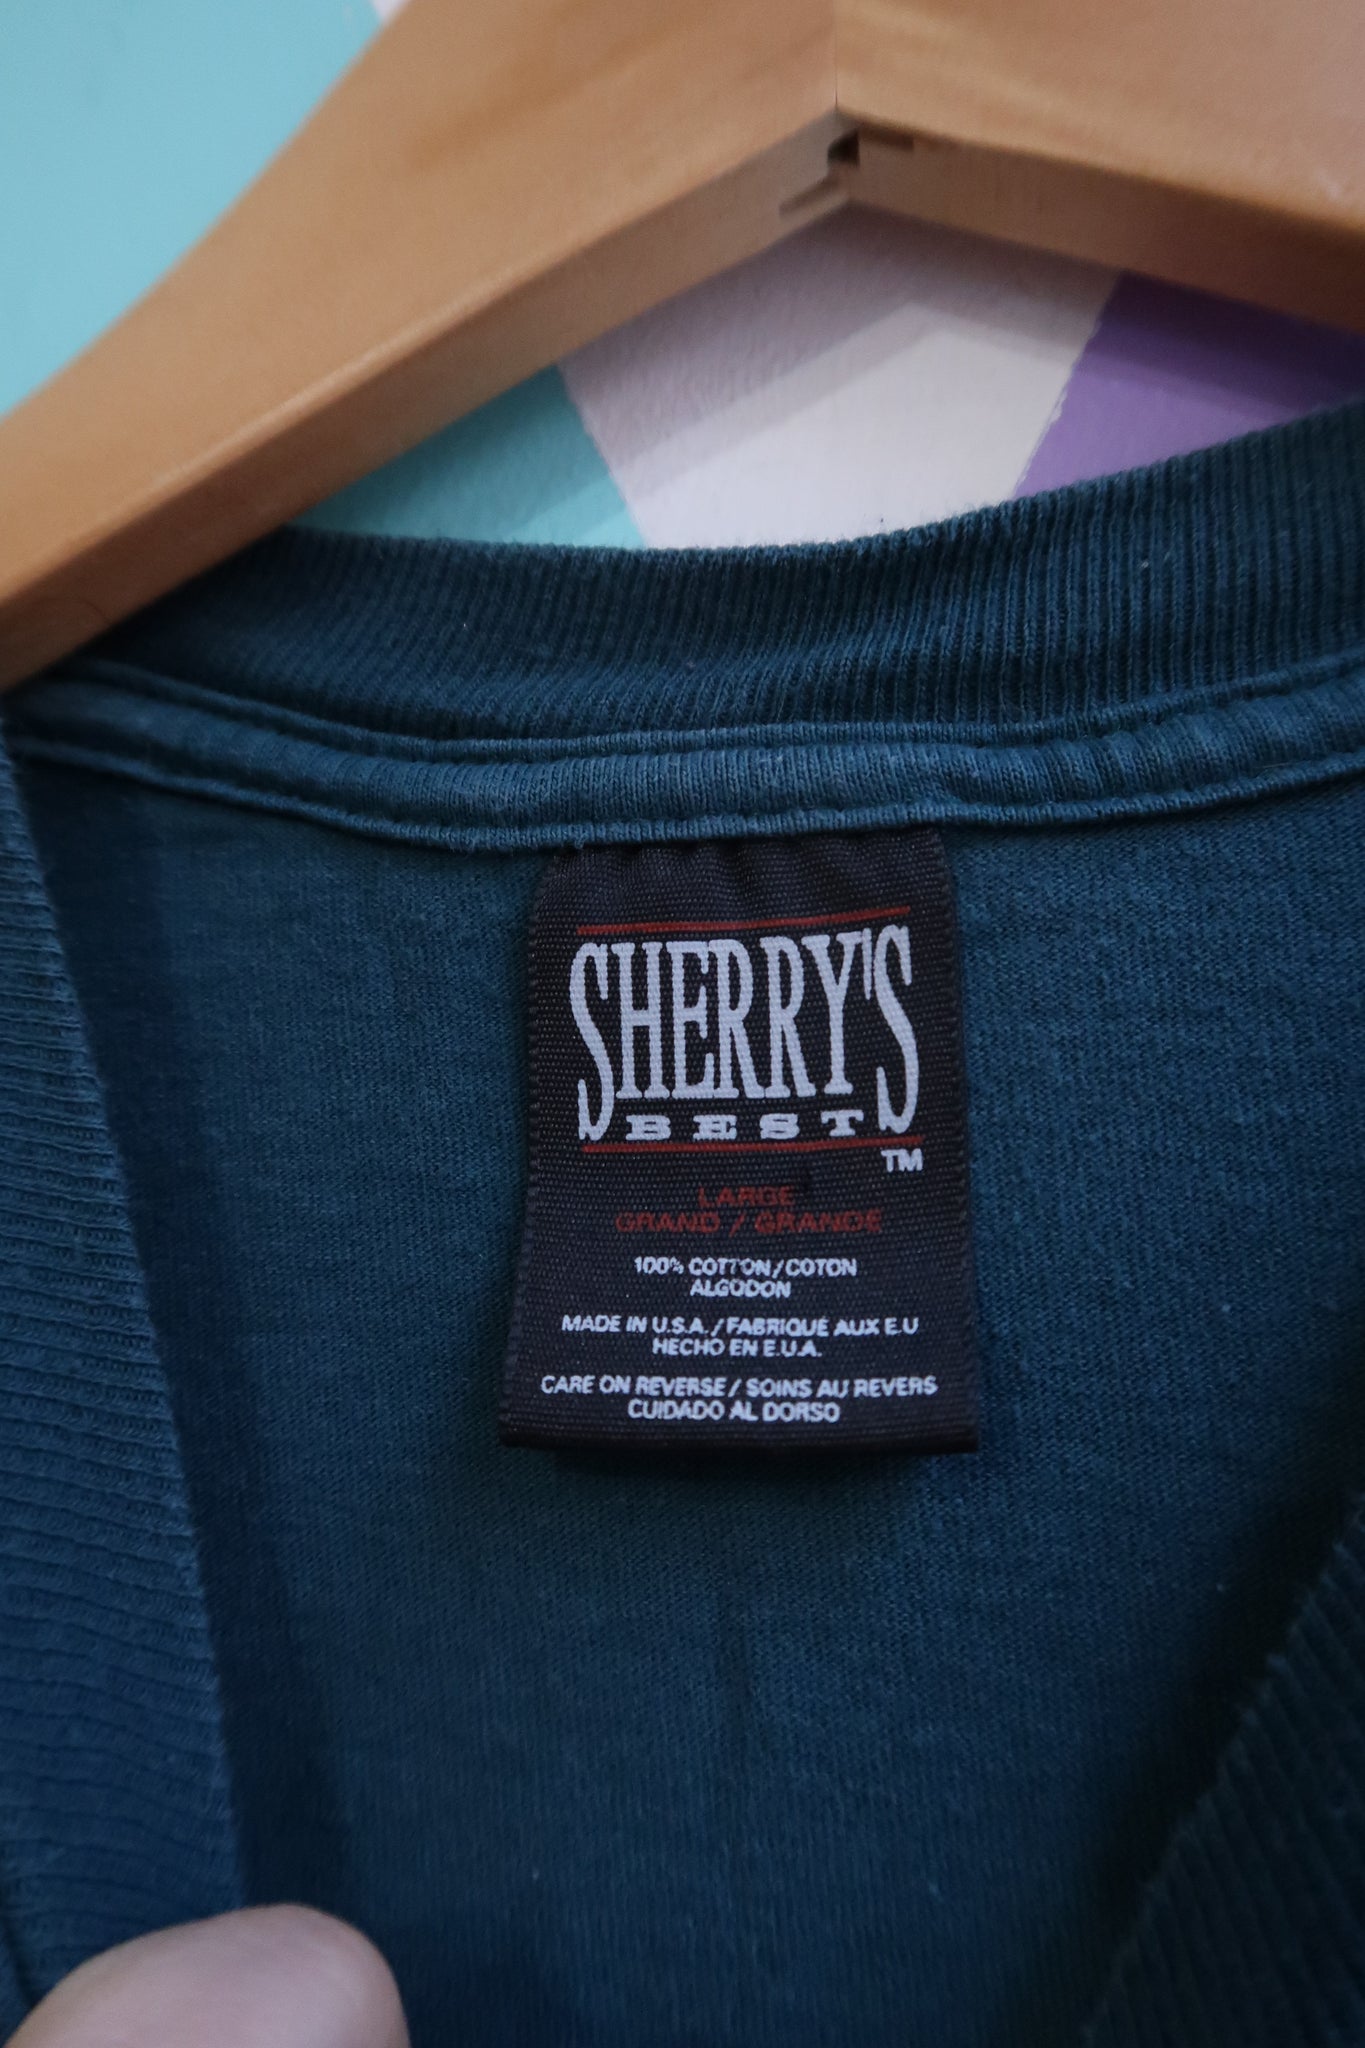 SHERRY'S
BEST
TM
LARGE
GRAND / GRANDE
100% COTTON / COTON
ALGODON
MADE IN U.S.A. / FABRIQUE AUX E.U
HECHO EN E.U.A.
CARE ON REVERSE / SOINS AU REVERS
CUIDADO AL DORSO